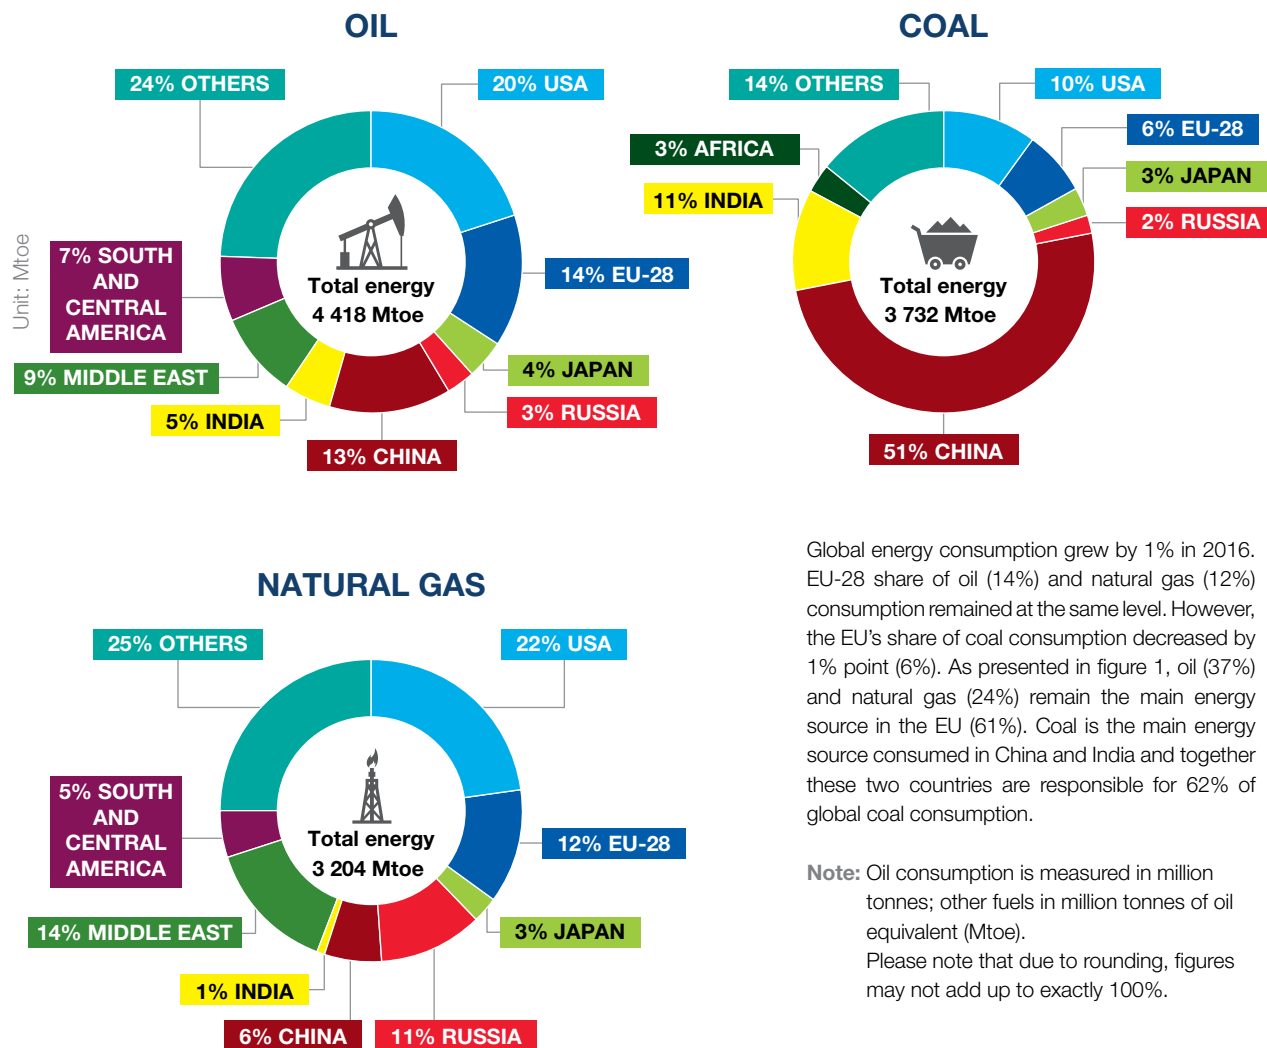 OIL
24% OTHERS
20% USA
7% SOUTH
AND
CENTRAL
AMERICA
14% EU-28
Total energy
4 418 Mtoe
9% MIDDLE EAST
4% JAPAN
5% INDIA
3% RUSSIA
13% CHINA
Unit: Mtoe
COAL
14% OTHERS
10% USA
3% AFRICA
6% EU-28
11% INDIA
3% JAPAN
2% RUSSIA
Total energy
3 732 Mtoe
51% CHINA
NATURAL GAS
25% OTHERS
22% USA
5% SOUTH
AND
CENTRAL
AMERICA
Total energy
3 204 Mtoe
12% EU-28
14% MIDDLE EAST
3% JAPAN
1% INDIA
6% CHINA
11% RUSSIA
Global energy consumption grew by 1% in 2016.
EU-28 share of oil (14%) and natural gas (12%)
consumption remained at the same level. However,
the EU’s share of coal consumption decreased by
1% point (6%). As presented in figure 1, oil (37%)
and natural gas (24%) remain the main energy
source in the EU (61%). Coal is the main energy
source consumed in China and India and together
these two countries are responsible for 62% of
global coal consumption.
Note: Oil consumption is measured in million
tonnes; other fuels in million tonnes of oil
equivalent (Mtoe).
Please note that due to rounding, figures
may not add up to exactly 100%.